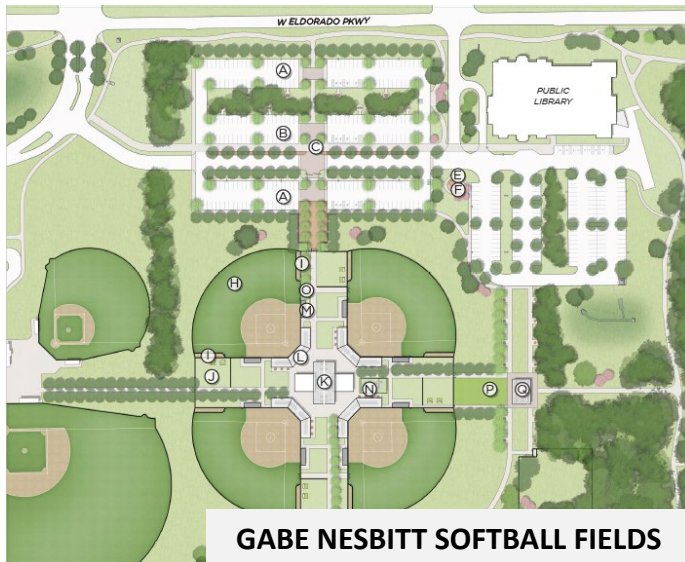 W ELDORADO PKWY
A
PUBLIC
LIBRARY
B
C
E
F
A
I
H
O
M
I
L
J
K
N
P
Q
GABE NESBITT SOFTBALL FIELDS